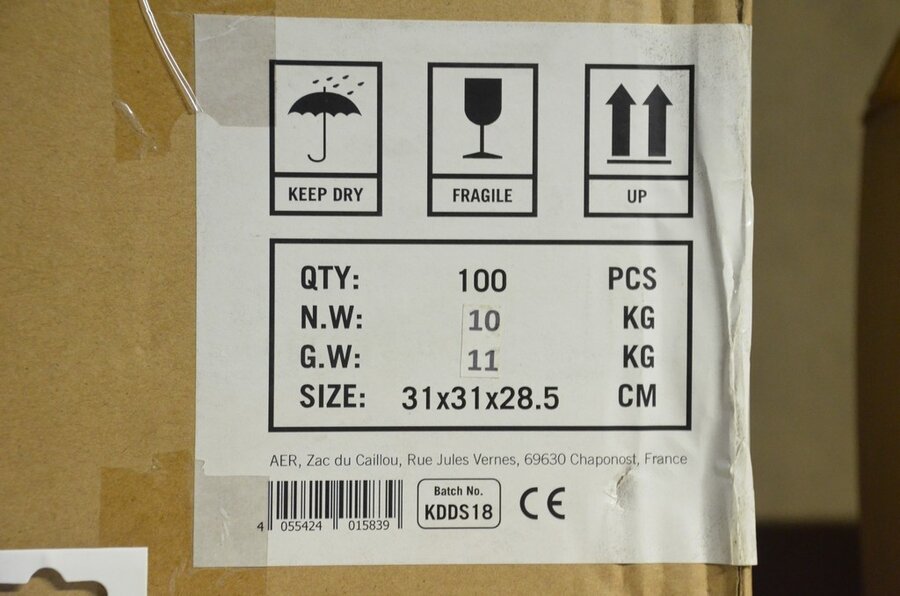 KEEP DRY FRAGILE UP
QTY: 100 PCS
N.W: 10 KG
G.W: 11 KG
SIZE: 31x31x28.5 CM
AER, Zac du Caillou, Rue Jules Vernes, 69630 Chaponost, France
Batch No.
KDDS18
CE
4 055424 015839